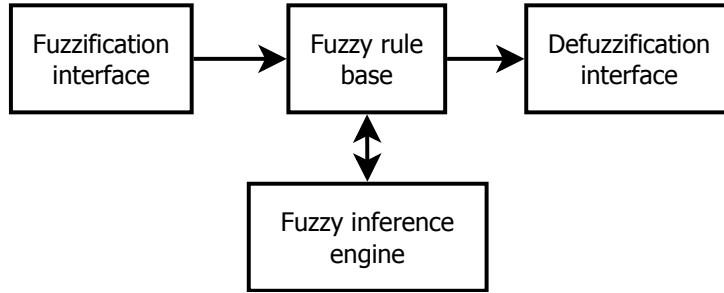 Fuzzification
interface
Fuzzy rule
base
Defuzzification
interface
Fuzzy inference
engine